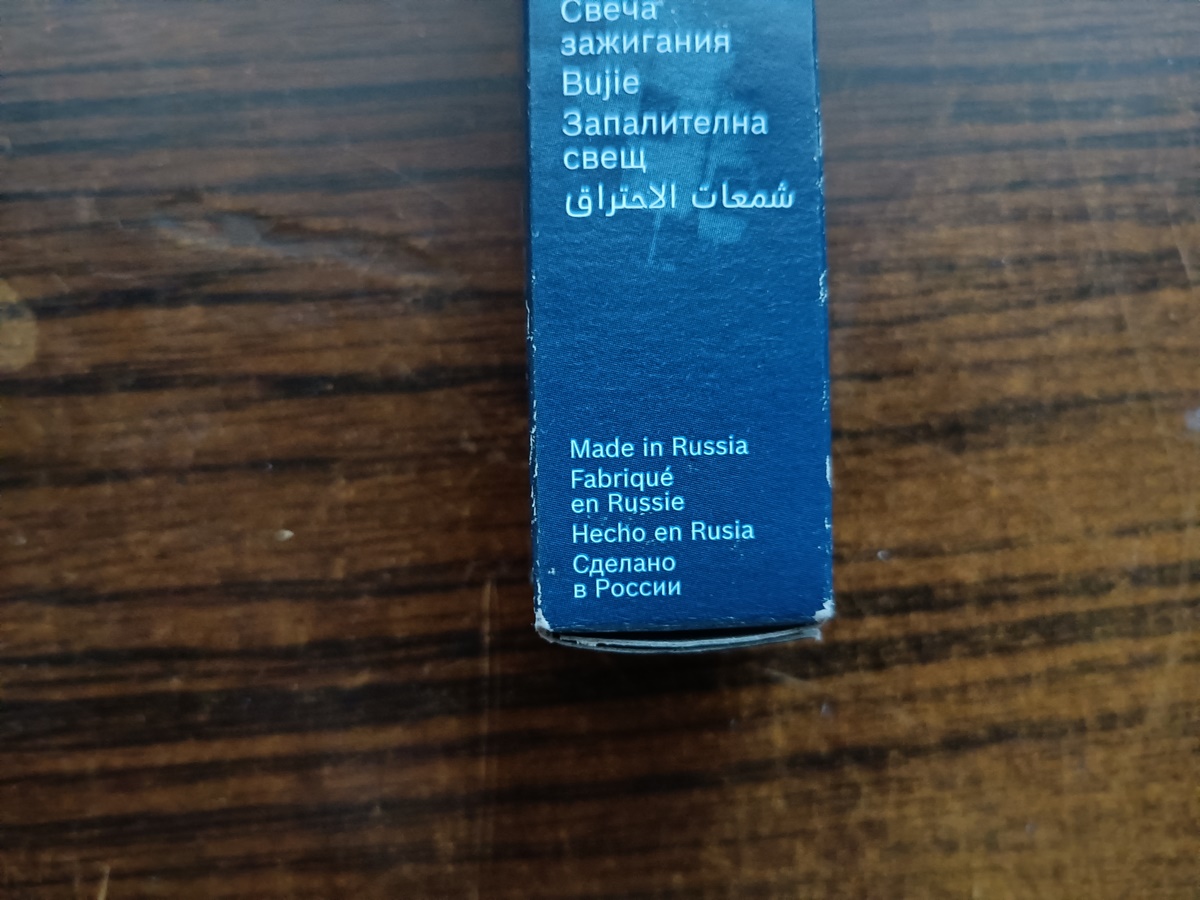 Свеча
зажигания
Bujie
Запалителна
свещ
شمعات الاحتراق
Made in Russia
Fabriqué
en Russie
Hecho en Rusia
Сделано
в России